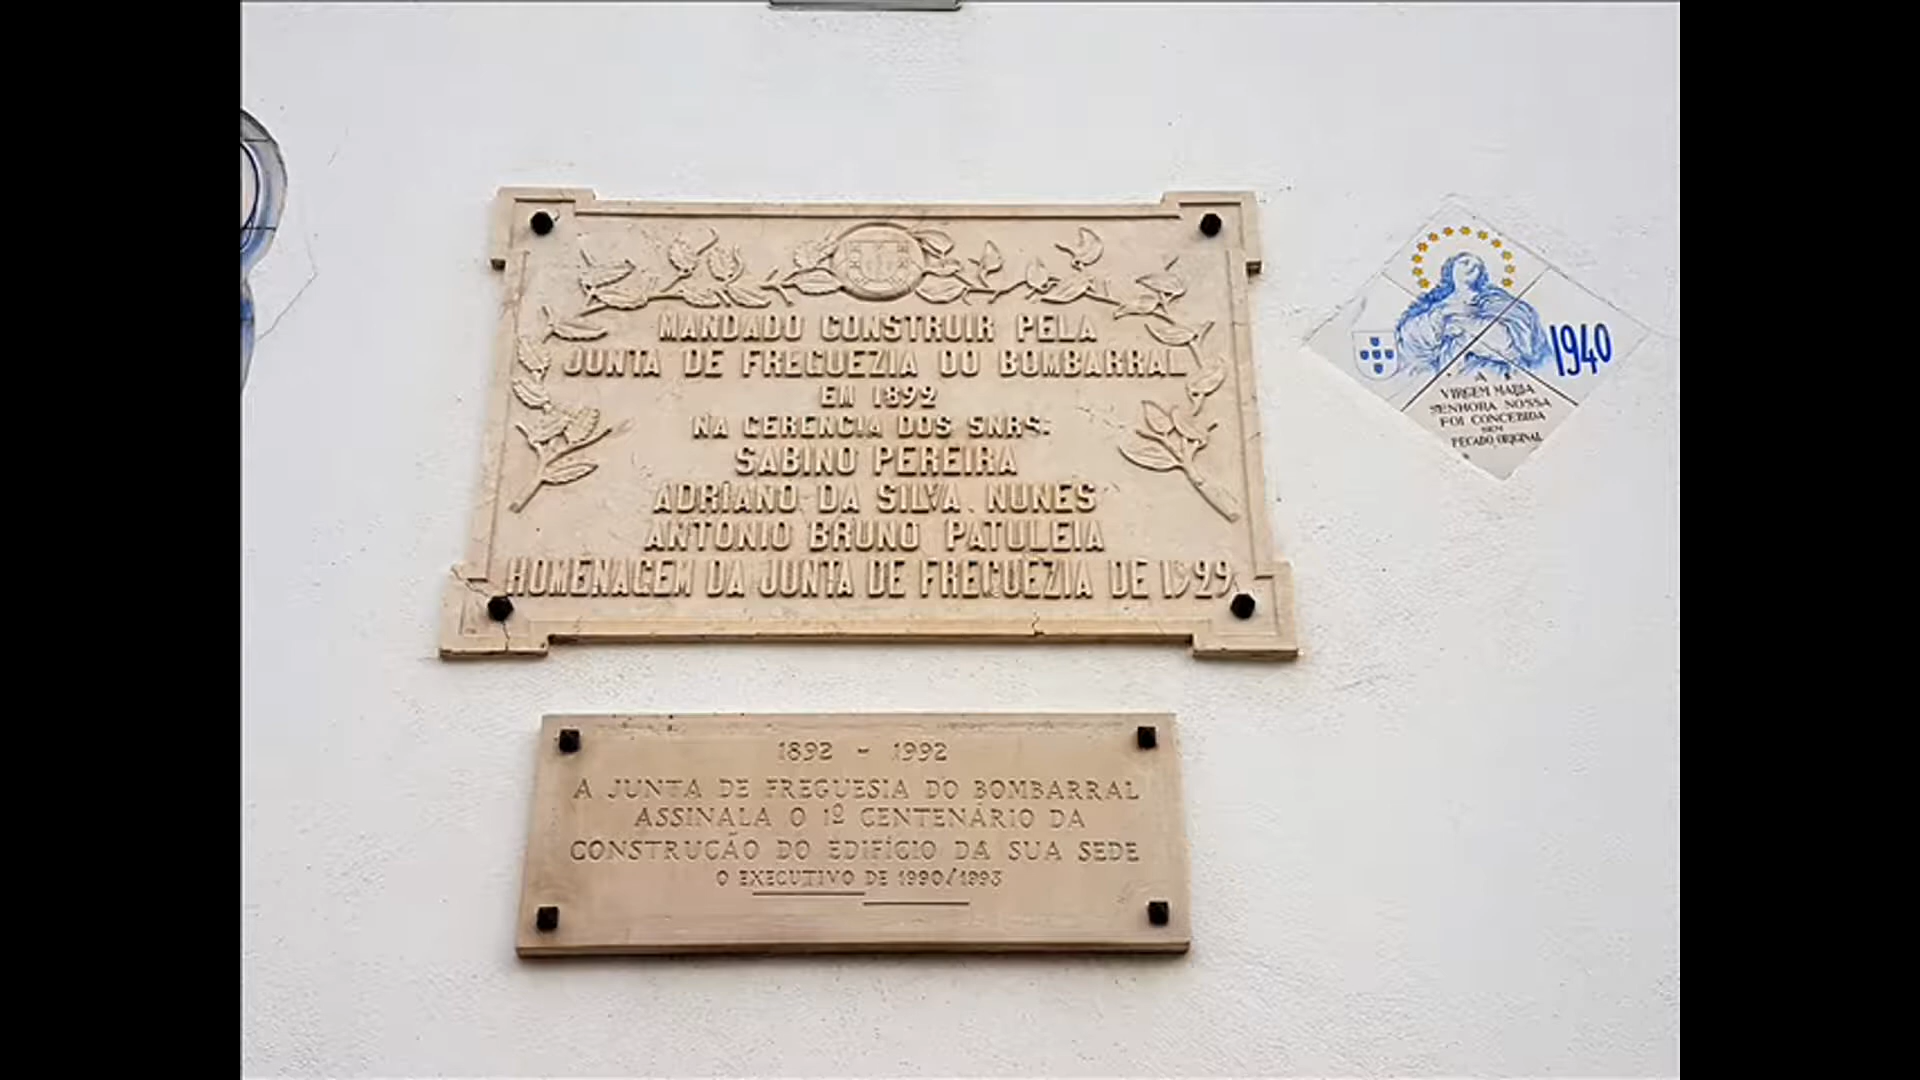 MANDADO CONSTRUIR PELA
JUNTA DE FREGUEZIA DO BOMBARRAL
EM 1892
NA GERENCIA DOS SNRS:
SABINO PEREIRA
ADRIANO DA SILVA NUNES
ANTONIO BRUNO PATULEIA
HOMENAGEM DA JUNTA DE FREGUEZIA DE 1929
1892 - 1992
A JUNTA DE FREGUESIA DO BOMBARRAL
ASSINALA O 1º CENTENÁRIO DA
CONSTRUÇÃO DO EDIFÍCIO DA SUA SEDE
O EXECUTIVO DE 1990/1993
1940
A
VIRGEM MARIA
SENHORA NOSSA
FOI CONCEBIDA
SEM
PECADO ORIGINAL